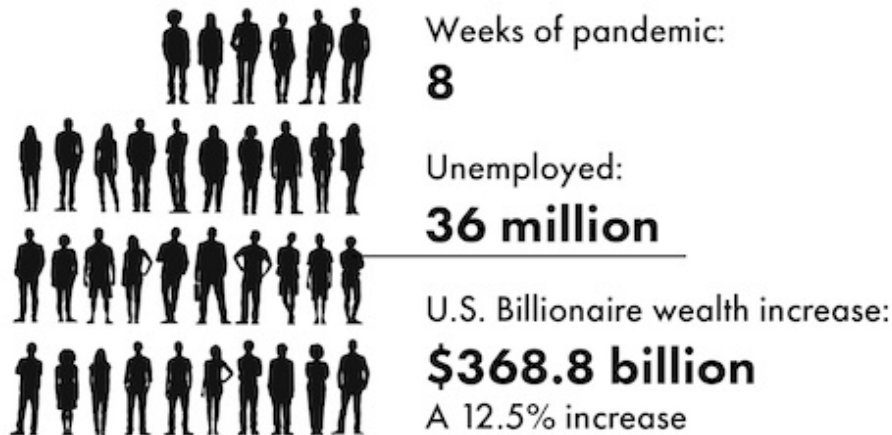 Weeks of pandemic:
8
Unemployed:
36 million
U.S. Billionaire wealth increase:
$368.8 billion
A 12.5% increase